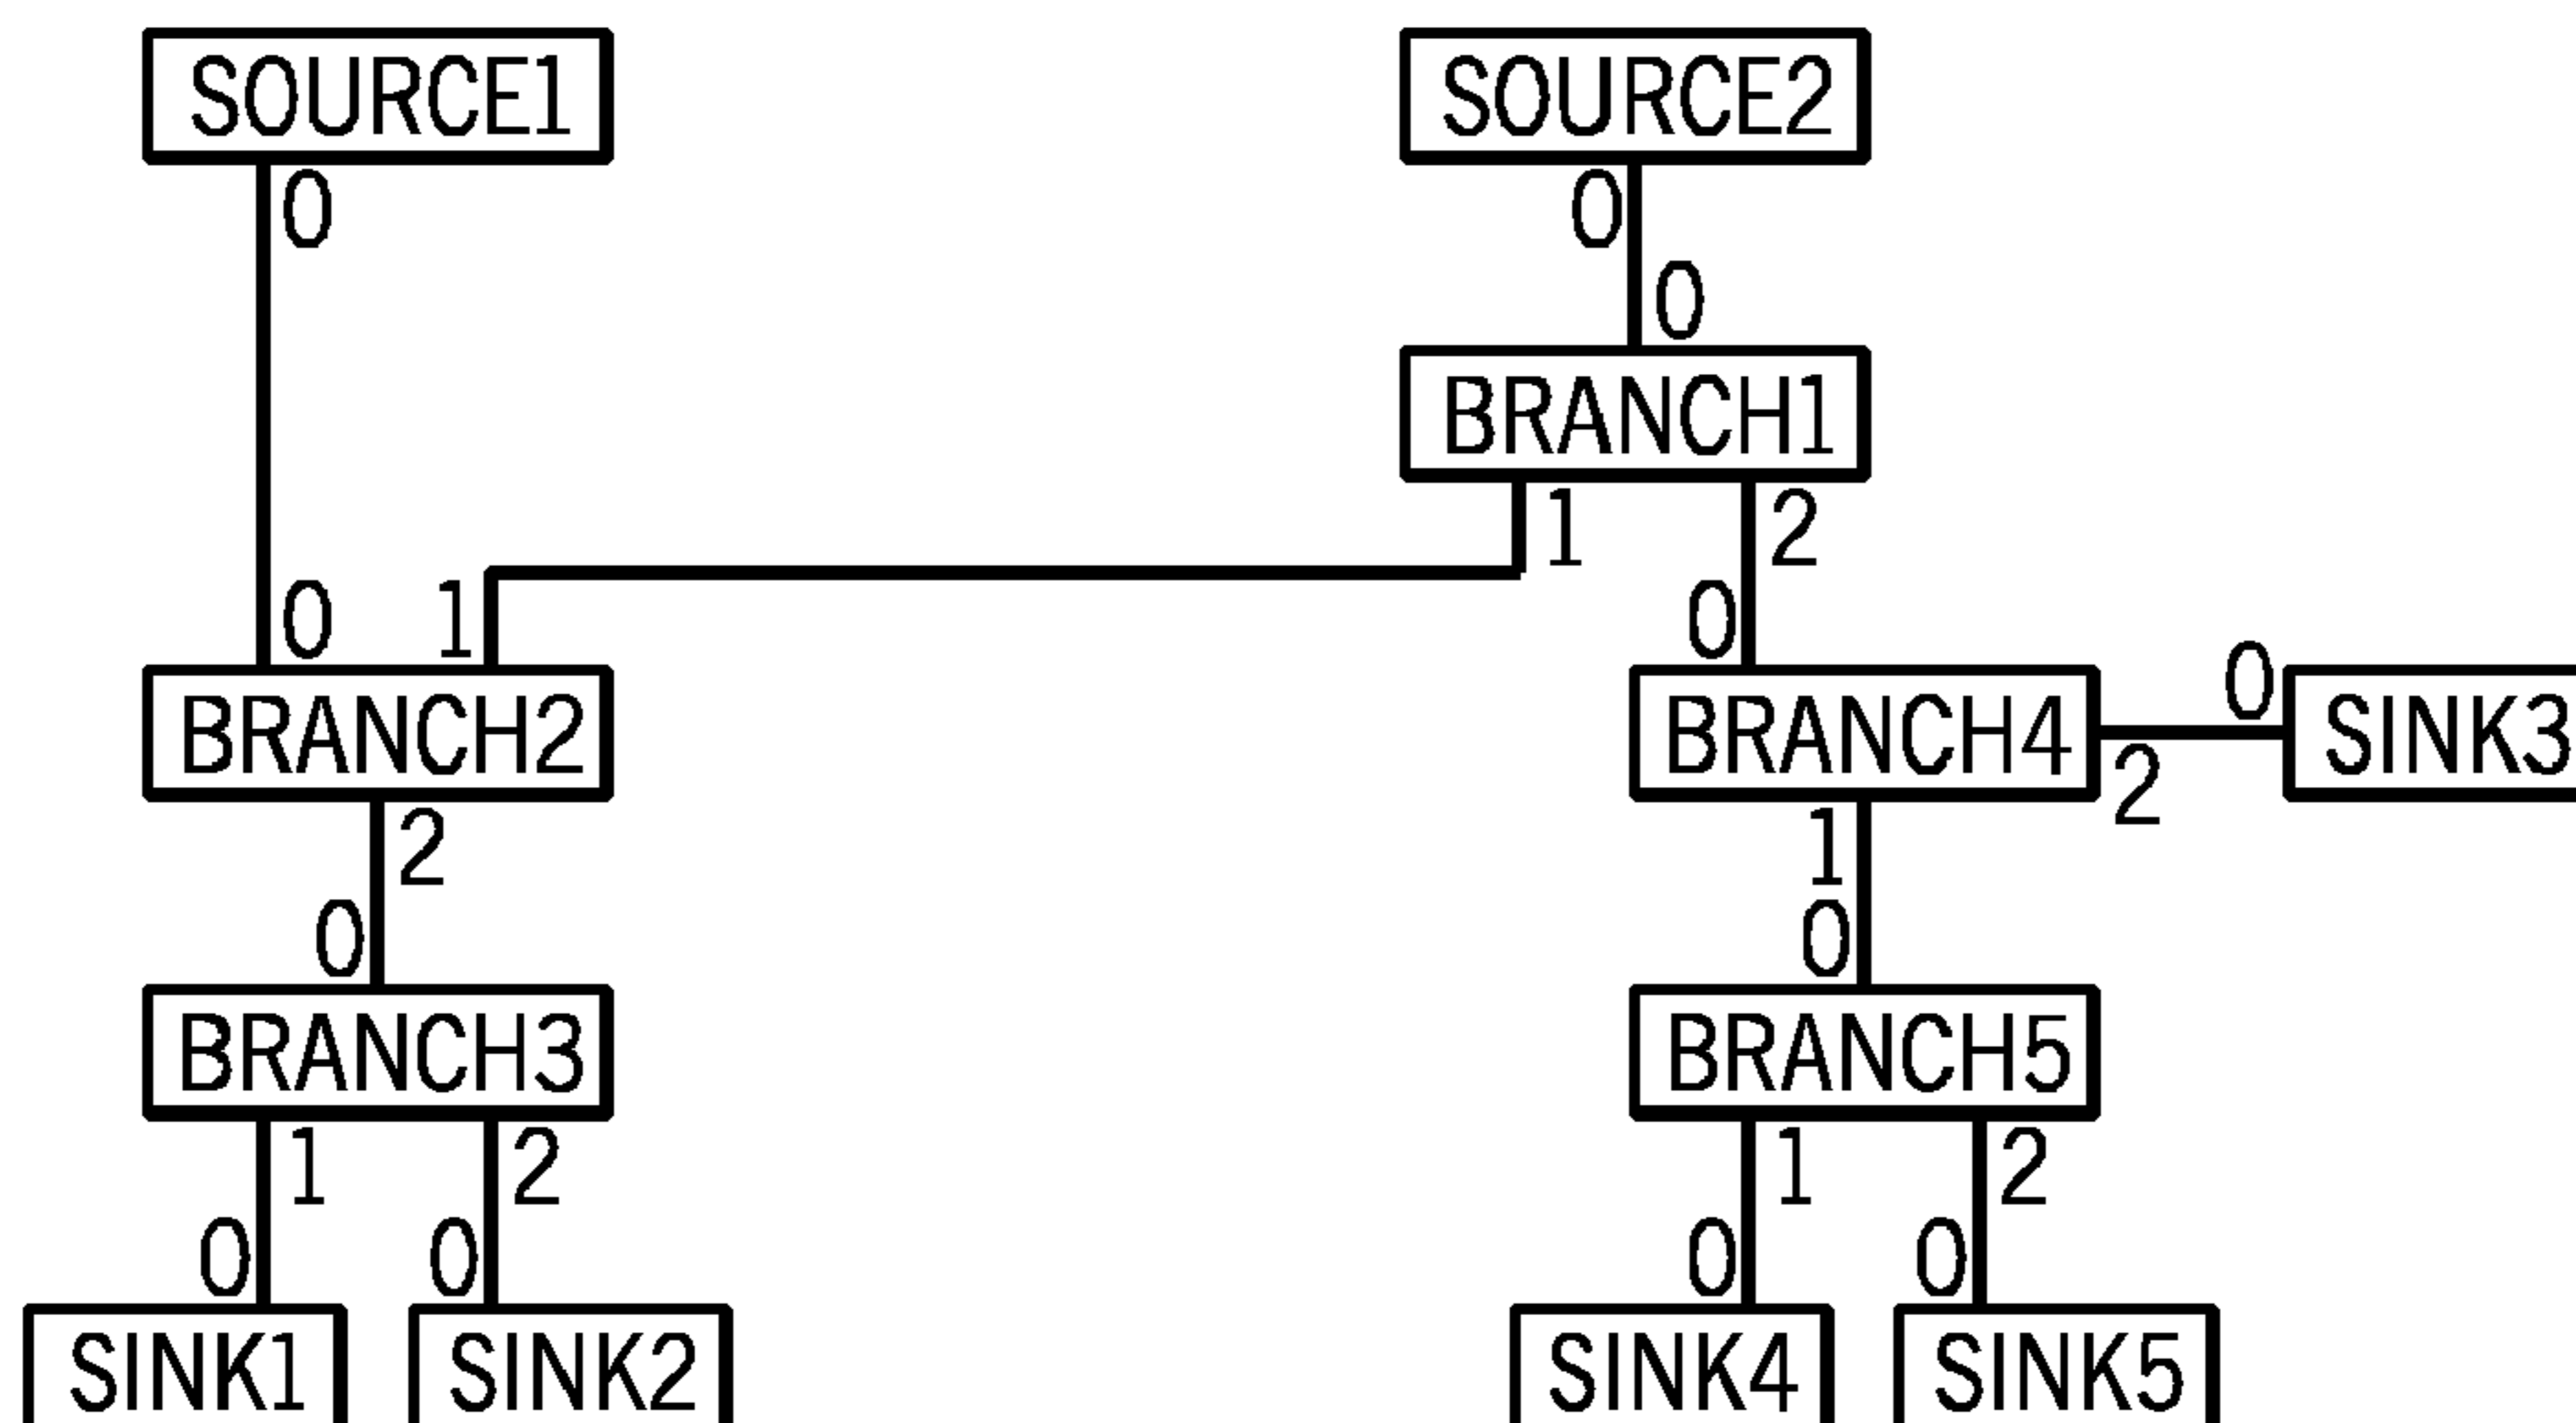 SOURCE1 SOURCE2
0 0
0
BRANCH1
1 2
0 1 0 0
BRANCH2 BRANCH4 SINK3
2
2 1
0 0
BRANCH3 BRANCH5
1 2 1 2
0 0 0 0
SINK1 SINK2 SINK4 SINK5